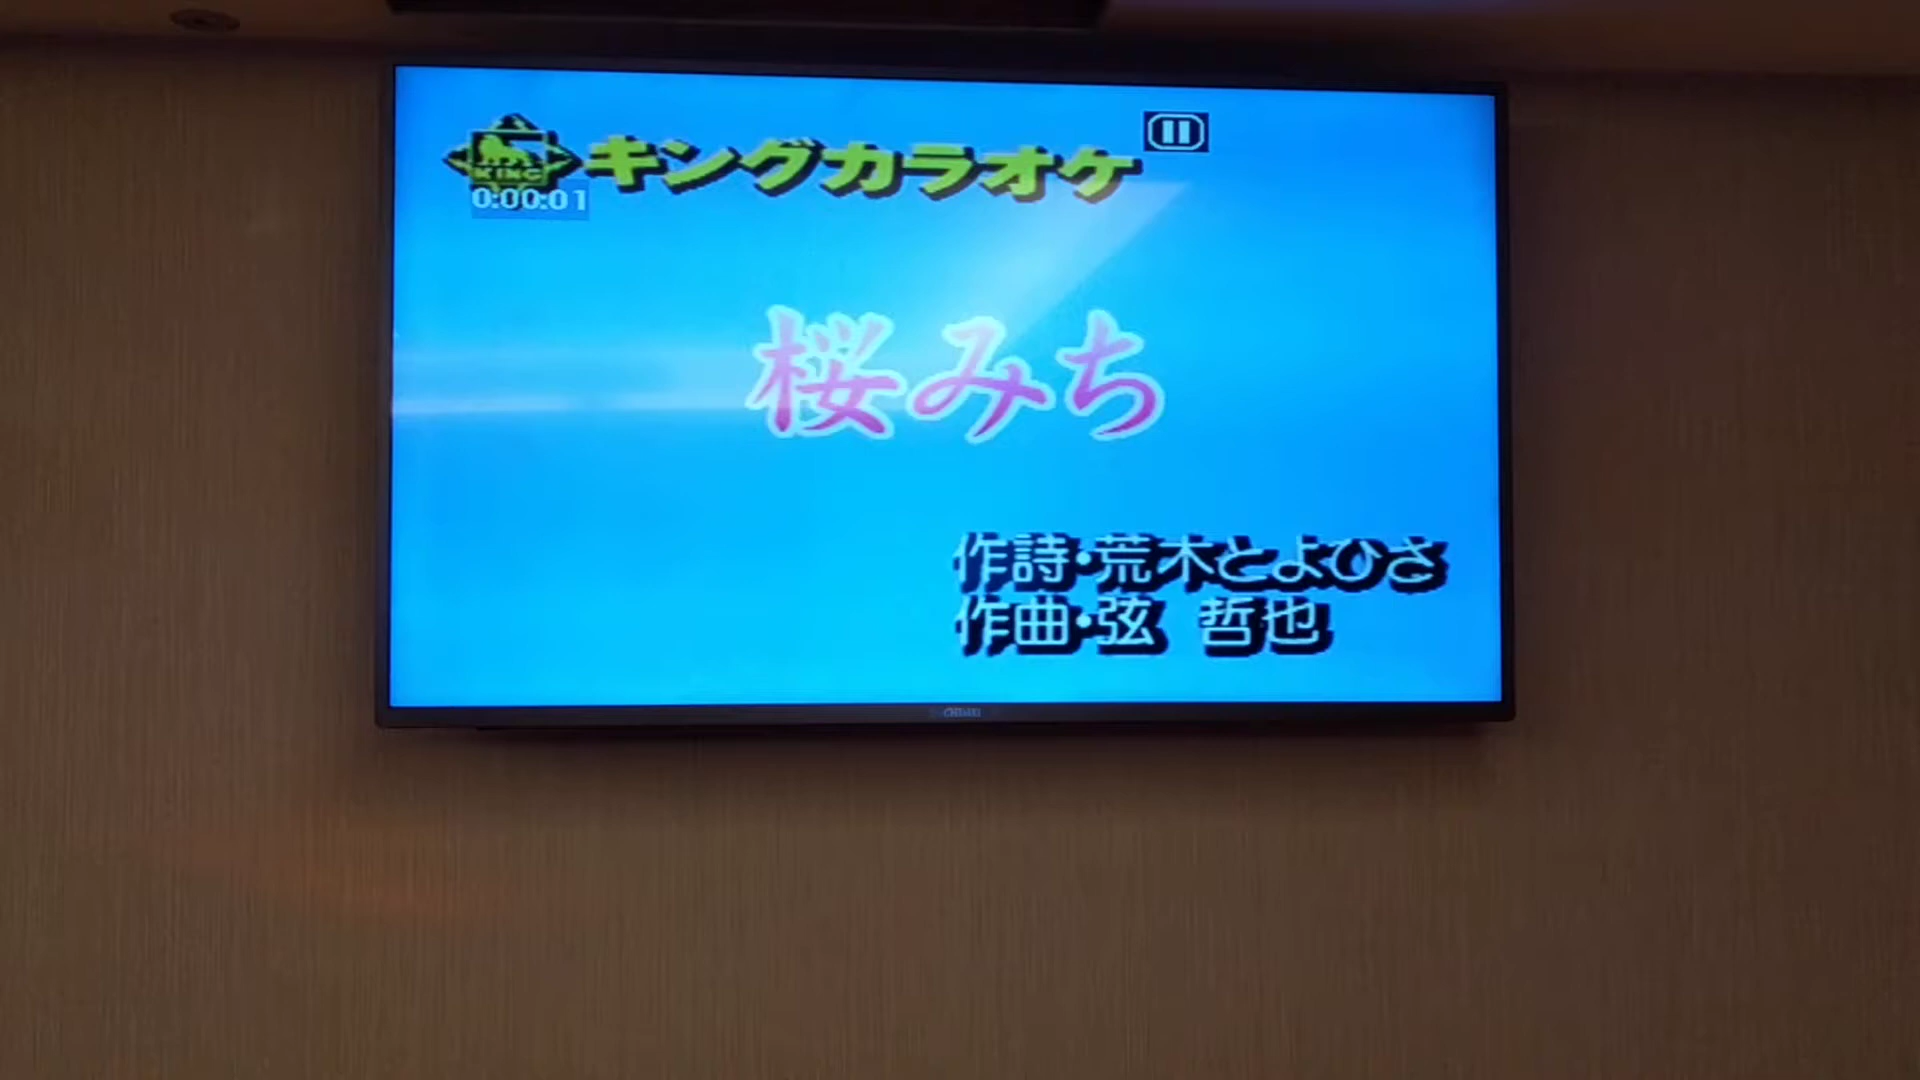 キングカラオケ
KING
0:00:01
桜みち
作詩・荒木とよひさ
作曲・弦 哲也